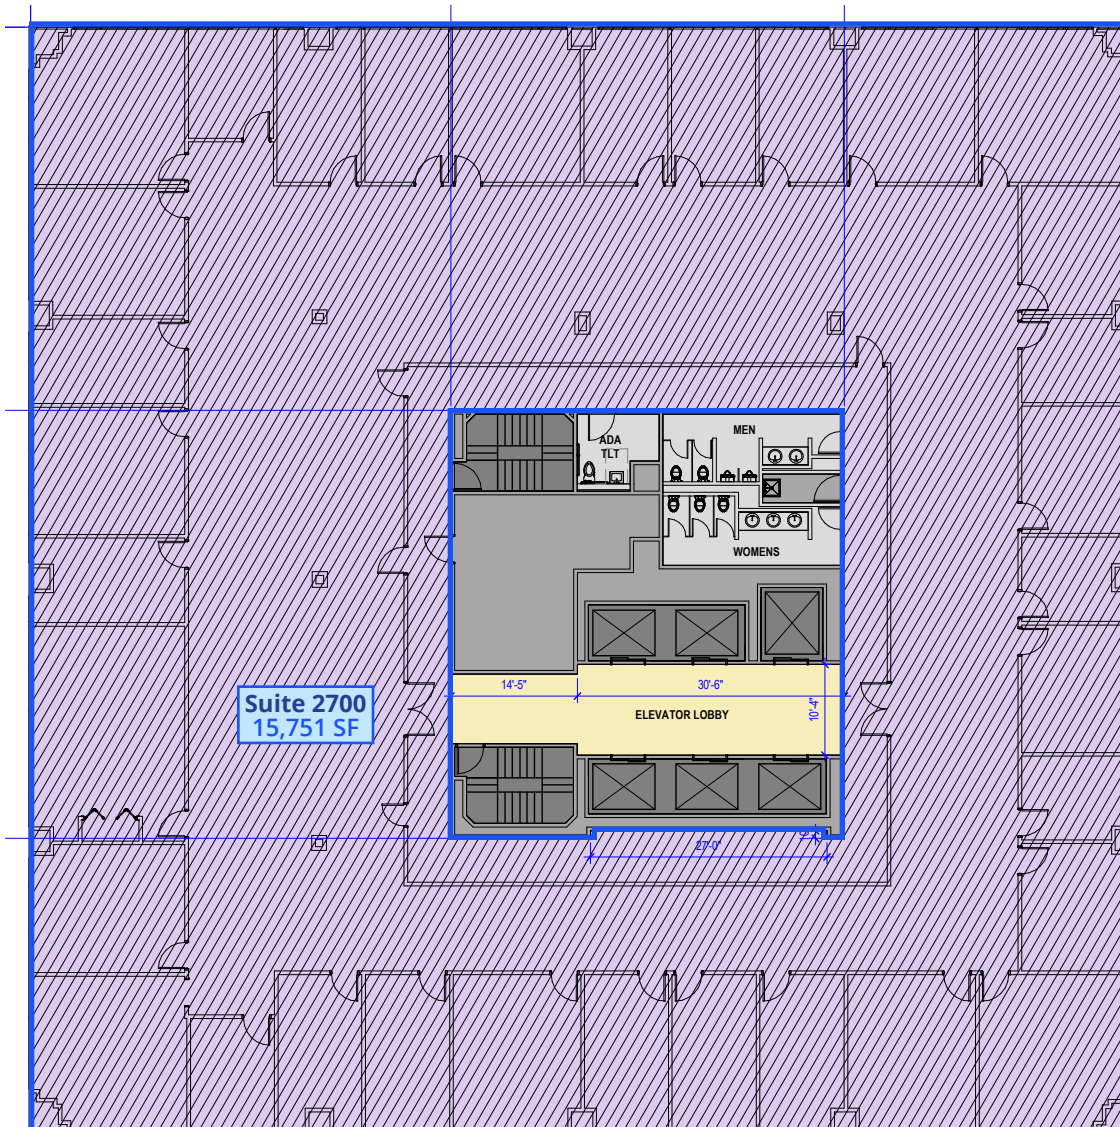 ADA
TLT
MEN
WOMENS
14'-5"
30'-6"
Suite 2700
15,751 SF
ELEVATOR LOBBY
10'-4"
27'-0"